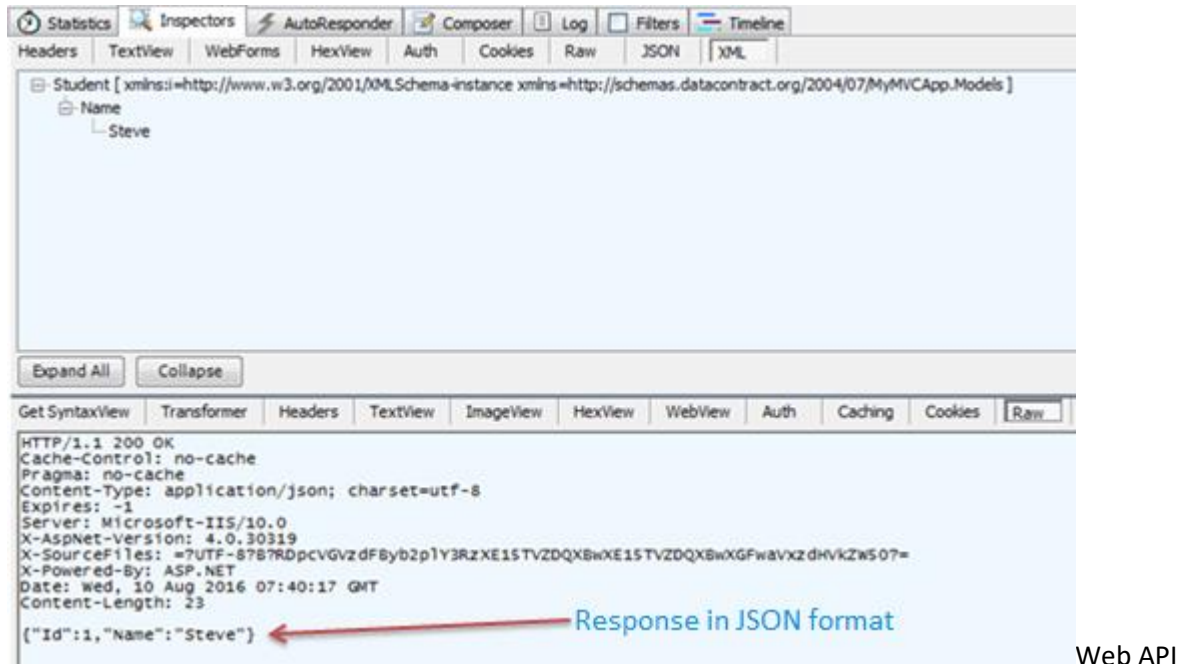 Statistics Inspectors AutoResponder Composer Log Filters Timeline
Headers TextView WebForms HexView Auth Cookies Raw JSON XML
Student [ xmlns:i=http://www.w3.org/2001/XMLSchema-instance xmlns=http://schemas.datacontract.org/2004/07/MyMVCApp.Models ]
Name
Steve
Expand All Collapse
Get SyntaxView Transformer Headers TextView ImageView HexView WebView Auth Caching Cookies Raw
HTTP/1.1 200 OK
Cache-Control: no-cache
Pragma: no-cache
Content-Type: application/json; charset=utf-8
Expires: -1
Server: Microsoft-IIS/10.0
X-AspNet-Version: 4.0.30319
X-SourceFiles:
X-Powered-By: ASP.NET
Date: Wed, 10 Aug 2016 07:40:17 GMT
Content-Length: 23
{"Id":1,"Name":"Steve"}
Response in JSON format
Web API